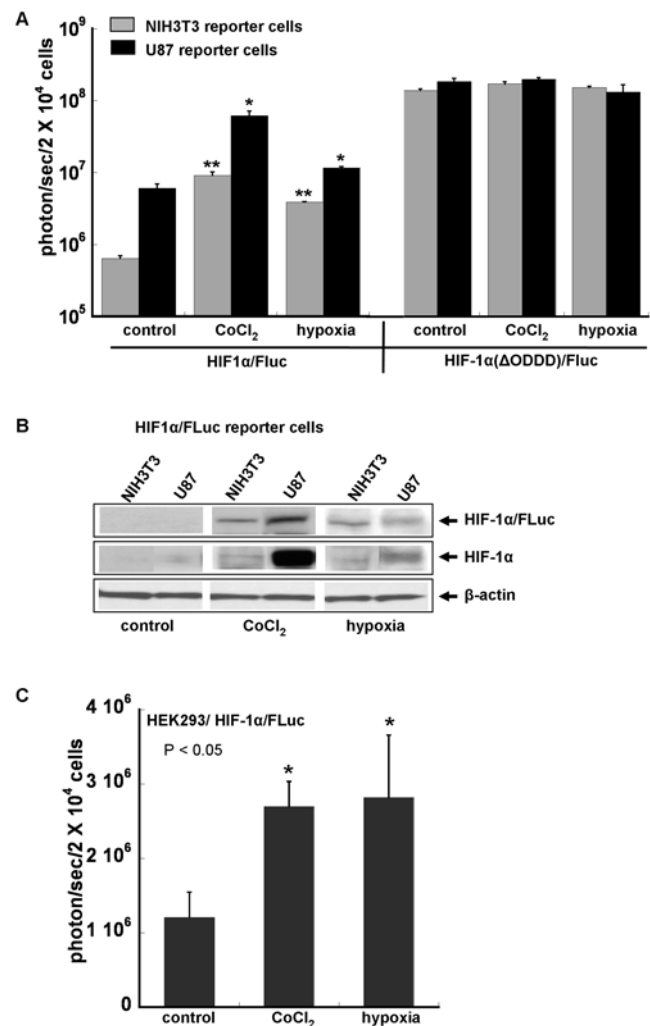 A
NIH3T3 reporter cells
U87 reporter cells
photon/sec/2 X 10⁴ cells
10⁹
10⁸
10⁷
10⁶
10⁵
** * ** *
control CoCl₂ hypoxia control CoCl₂ hypoxia
HIF1α/Fluc HIF-1α(ΔODDD)/Fluc
B
HIF1α/FLuc reporter cells
NIH3T3 U87 NIH3T3 U87 NIH3T3 U87
HIF-1α/FLuc
HIF-1α
β-actin
control CoCl₂ hypoxia
C
HEK293/ HIF-1α/FLuc
P < 0.05
photon/sec/2 X 10⁴ cells
4 10⁶
3 10⁶
2 10⁶
1 10⁶
0
* *
control CoCl₂ hypoxia